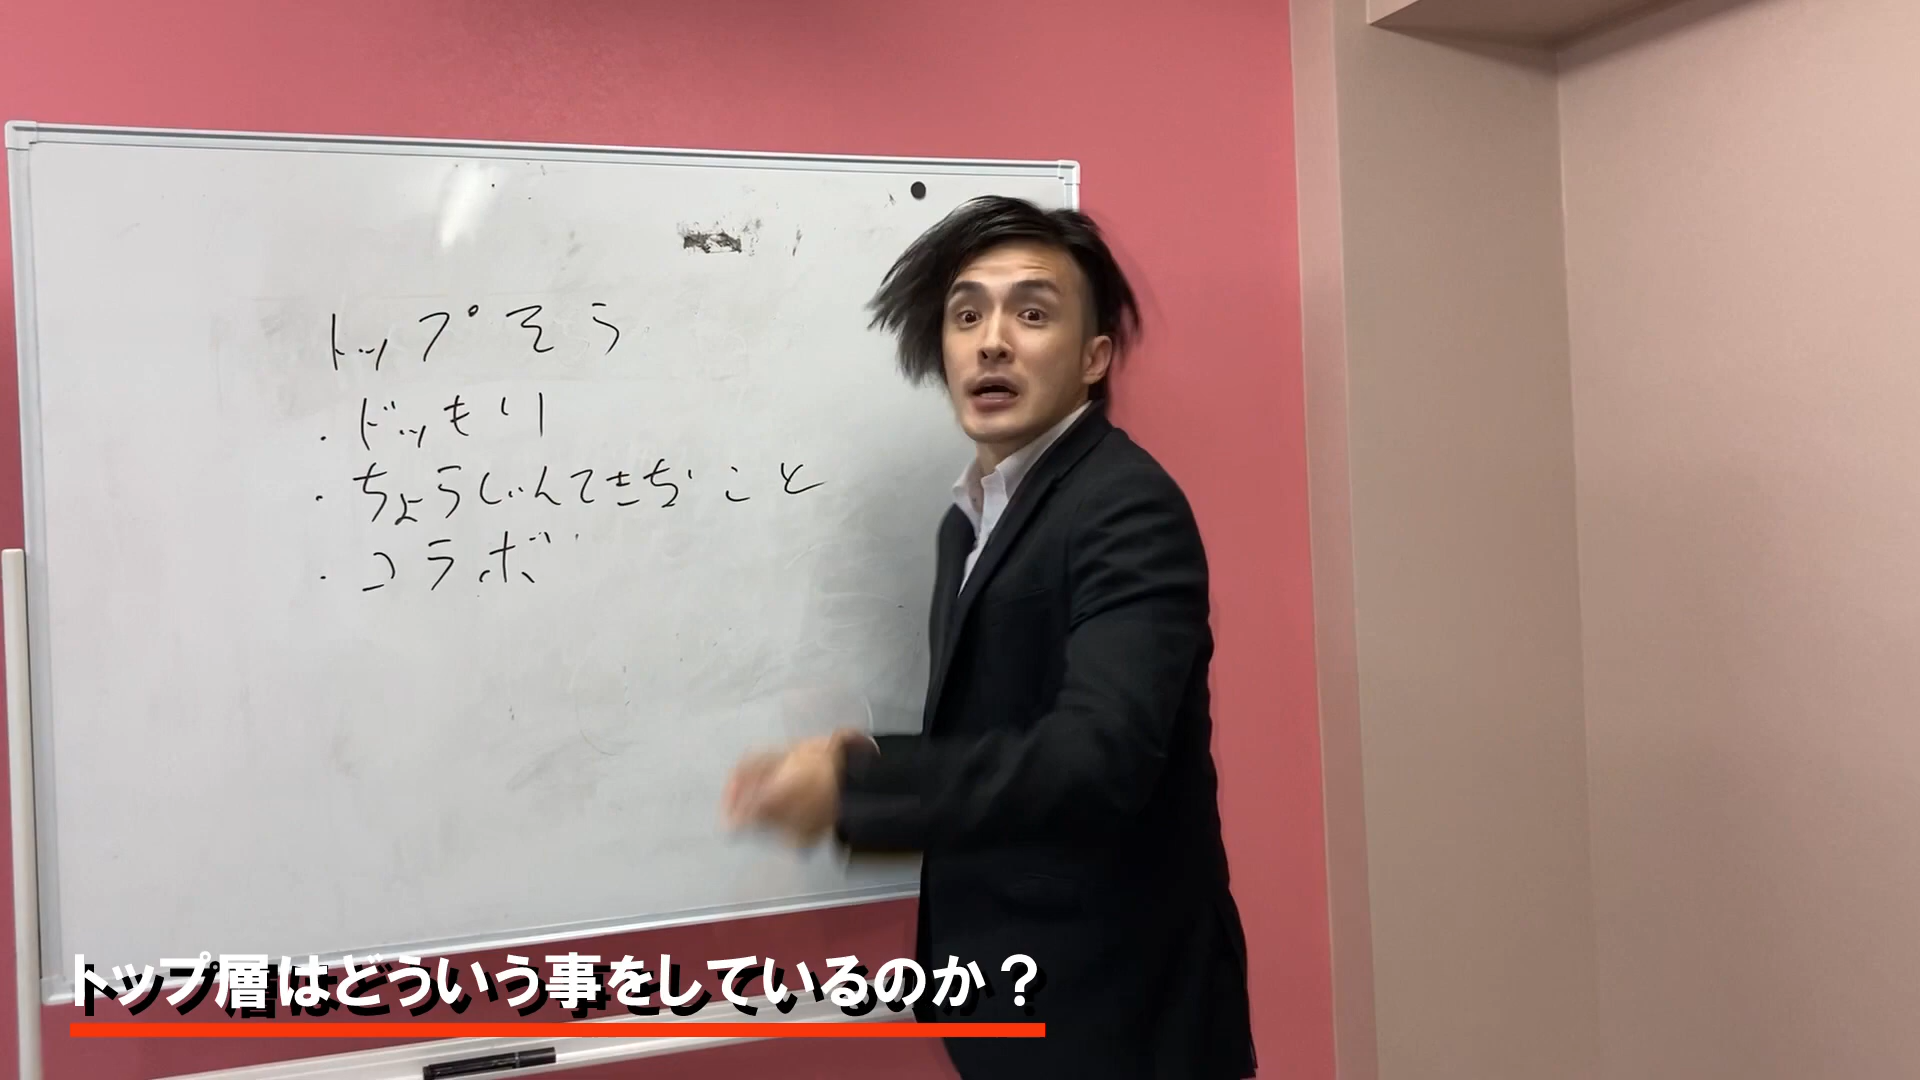 トップそう
・ドッキリ
・ちょうじんてきなこと
・コラボ
トップ層はどういう事をしているのか？